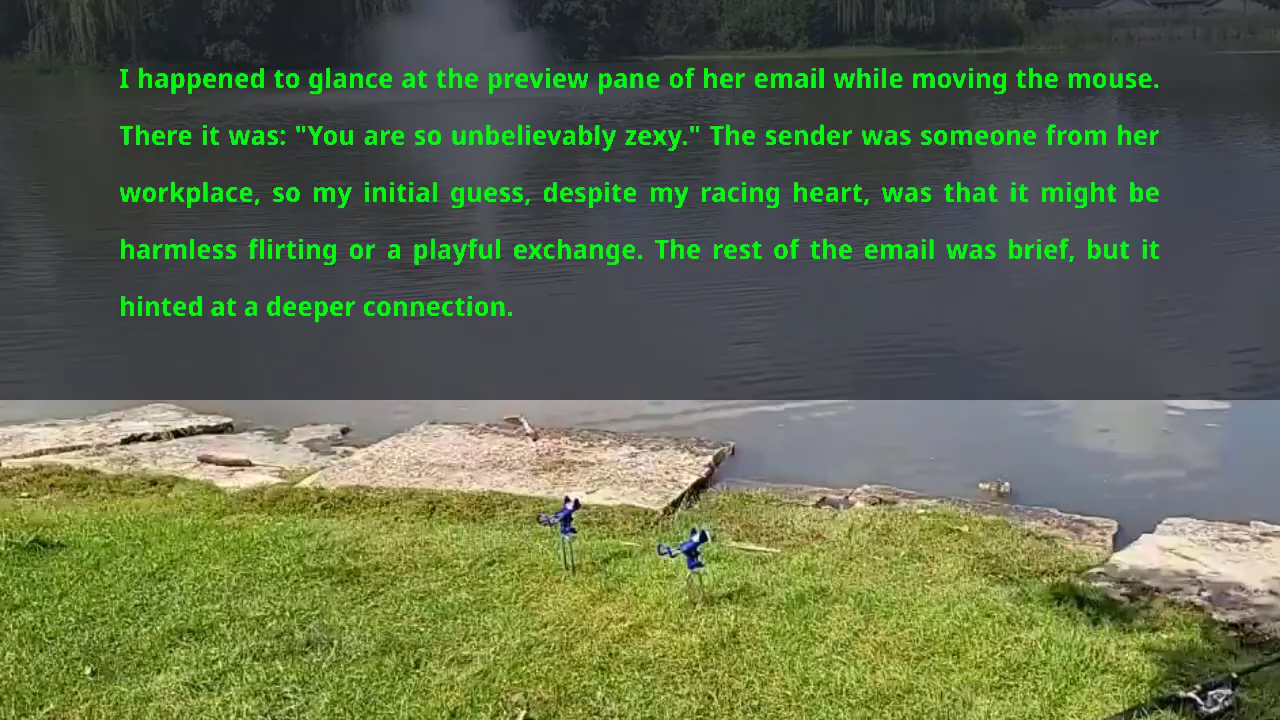 I happened to glance at the preview pane of her email while moving the mouse.
There it was: "You are so unbelievably zexy." The sender was someone from her
workplace, so my initial guess, despite my racing heart, was that it might be
harmless flirting or a playful exchange. The rest of the email was brief, but it
hinted at a deeper connection.